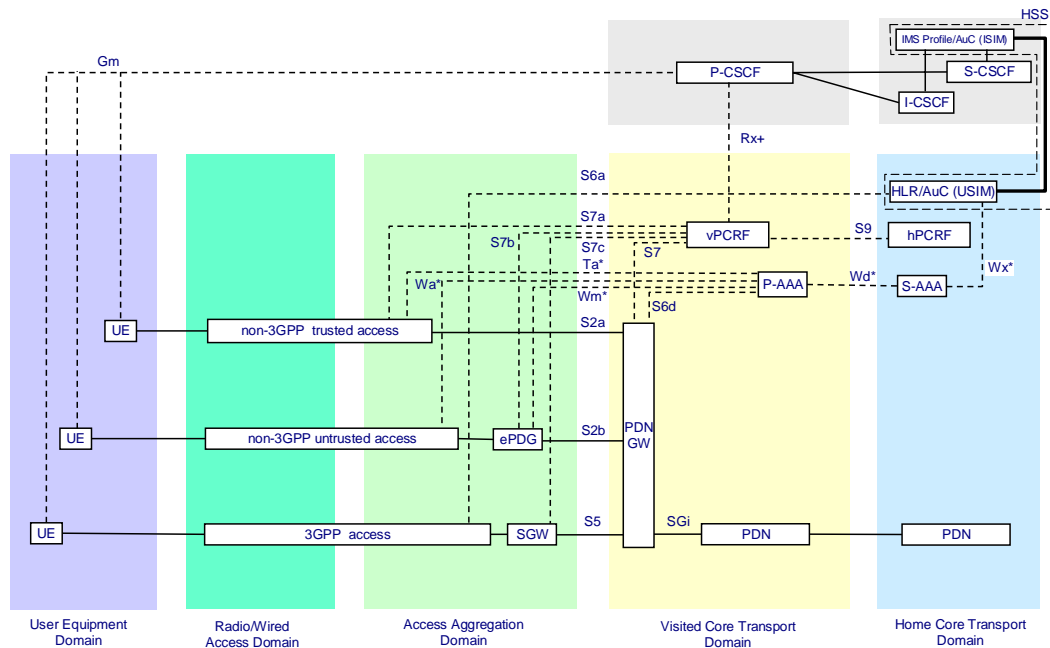 HSS
IMS Profile/AuC (ISIM)
Gm
P-CSCF
S-CSCF
I-CSCF
Rx+
S6a
HLR/AuC (USIM)
S7a
S7b
S7c
S7
vPCRF
S9
hPCRF
Ta*
Wa*
Wm*
S6d
P-AAA
Wd*
S-AAA
Wx*
UE
non-3GPP trusted access
S2a
UE
non-3GPP untrusted access
ePDG
S2b
PDN
GW
UE
3GPP access
SGW
S5
SGi
PDN
PDN
User Equipment
Domain
Radio/Wired
Access Domain
Access Aggregation
Domain
Visited Core Transport
Domain
Home Core Transport
Domain